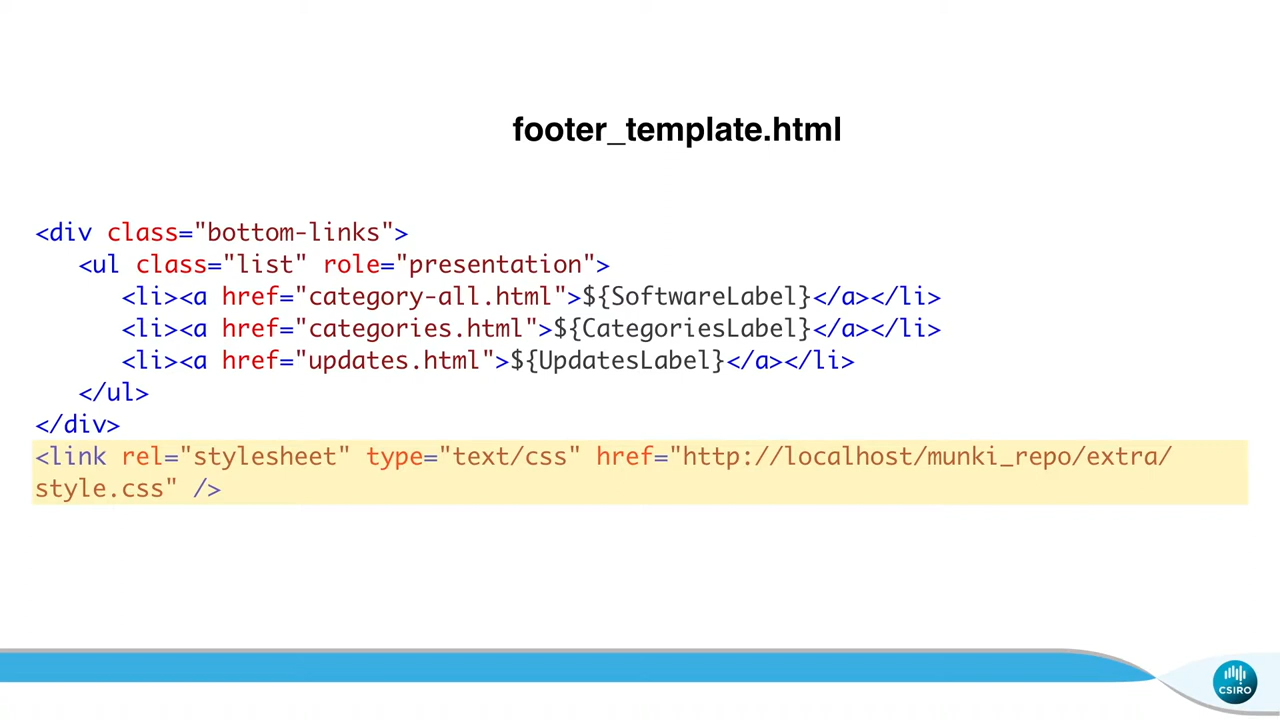 footer_template.html
<div class="bottom-links">
<ul class="list" role="presentation">
<li><a href="category-all.html">${SoftwareLabel}</a></li>
<li><a href="categories.html">${CategoriesLabel}</a></li>
<li><a href="updates.html">${UpdatesLabel}</a></li>
</ul>
</div>
<link rel="stylesheet" type="text/css" href="http://localhost/munki_repo/extra/
style.css" />
CSIRO